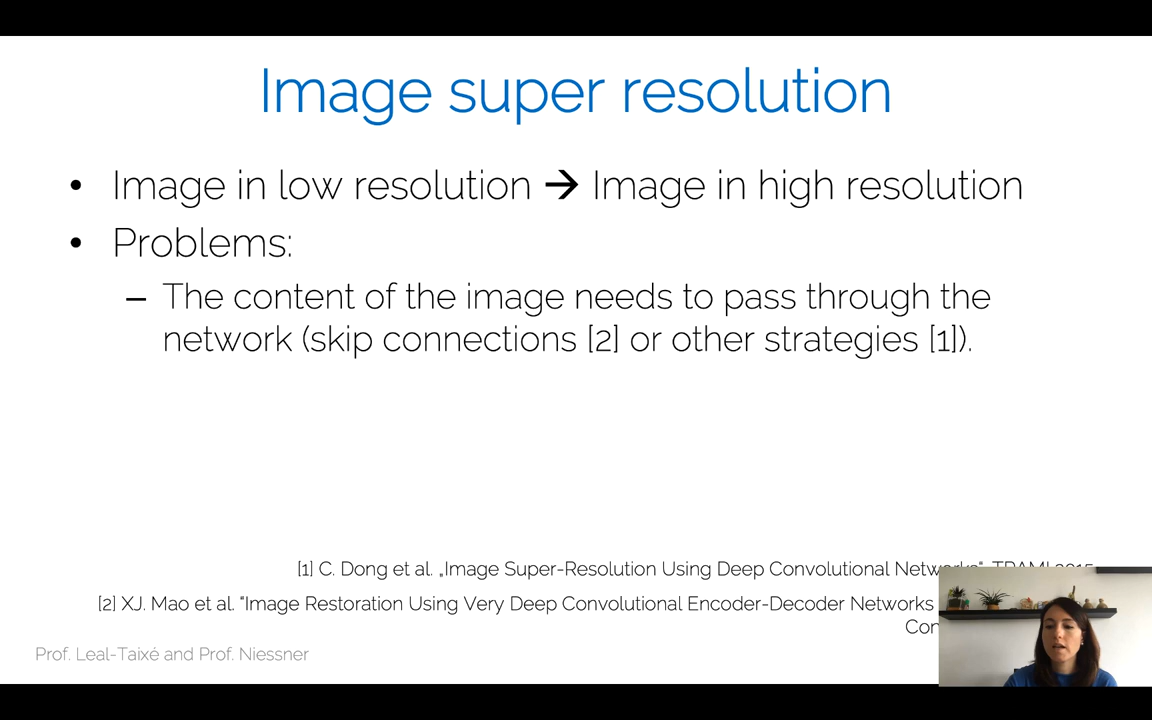 Image super resolution
• Image in low resolution → Image in high resolution
• Problems:
– The content of the image needs to pass through the
network (skip connections [2] or other strategies [1]).
[1] C. Dong et al. „Image Super-Resolution Using Deep Convolutional Networks“. TPAMI 2015
[2] XJ. Mao et al. “Image Restoration Using Very Deep Convolutional Encoder-Decoder Networks
Prof. Leal-Taixé and Prof. Niessner